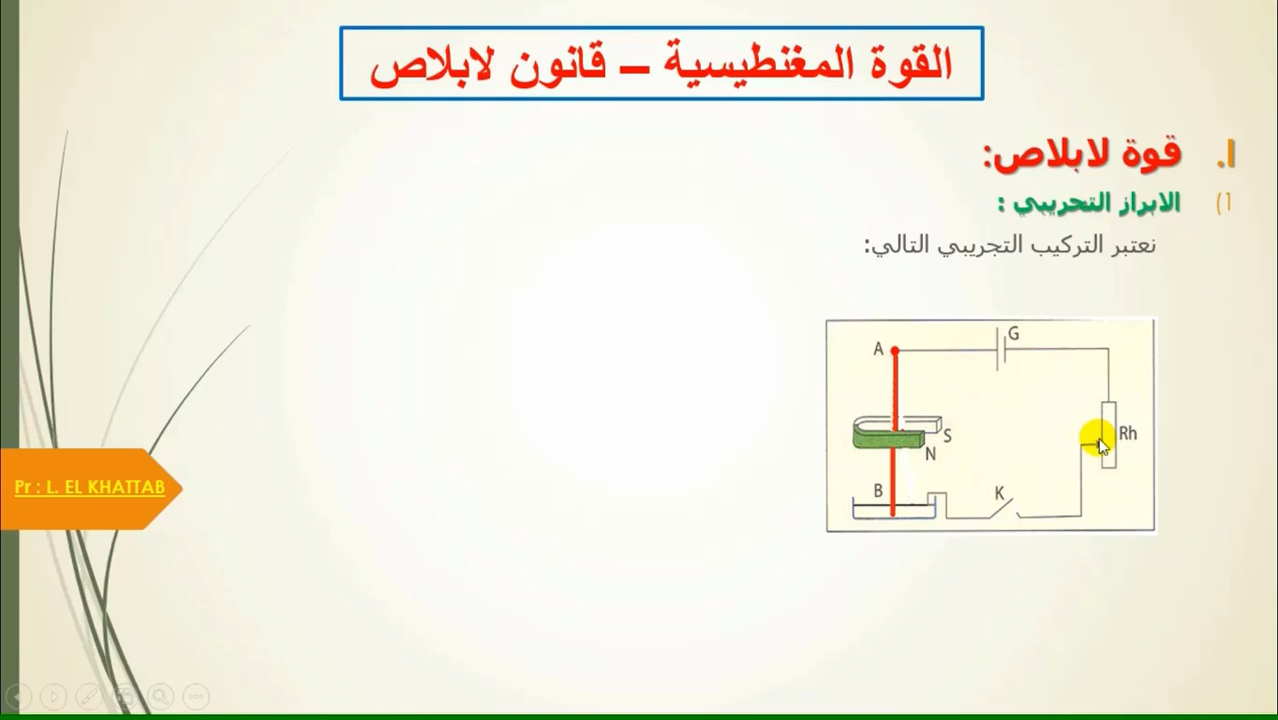 القوة المغنطيسية – قانون لابلاص
I. قوة لابلاص:
1) الابراز التجريبي :
نعتبر التركيب التجريبي التالي:
G
A
Rh
S
N
B
K
Pr : L. EL KHATTAB